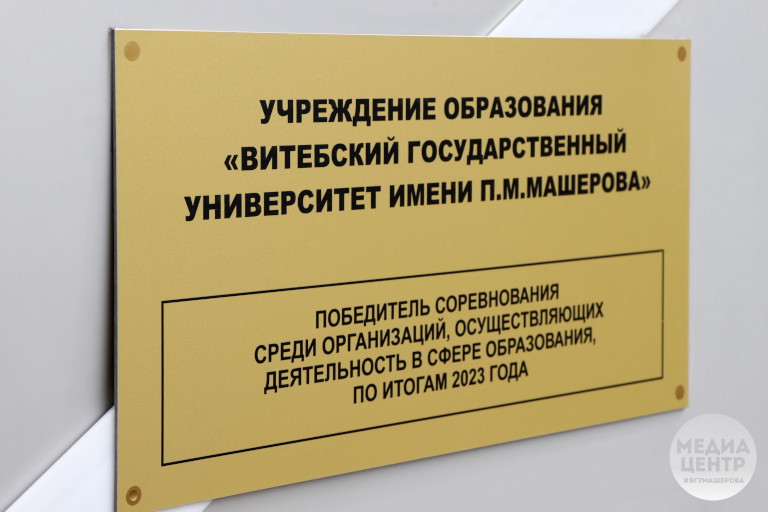 УЧРЕЖДЕНИЕ ОБРАЗОВАНИЯ
«ВИТЕБСКИЙ ГОСУДАРСТВЕННЫЙ
УНИВЕРСИТЕТ ИМЕНИ П.М.МАШЕРОВА»
ПОБЕДИТЕЛЬ СОРЕВНОВАНИЯ
СРЕДИ ОРГАНИЗАЦИЙ, ОСУЩЕСТВЛЯЮЩИХ
ДЕЯТЕЛЬНОСТЬ В СФЕРЕ ОБРАЗОВАНИЯ,
ПО ИТОГАМ 2023 ГОДА
МЕДИА
ЦЕНТР
#ВГУМАШЕРОВА